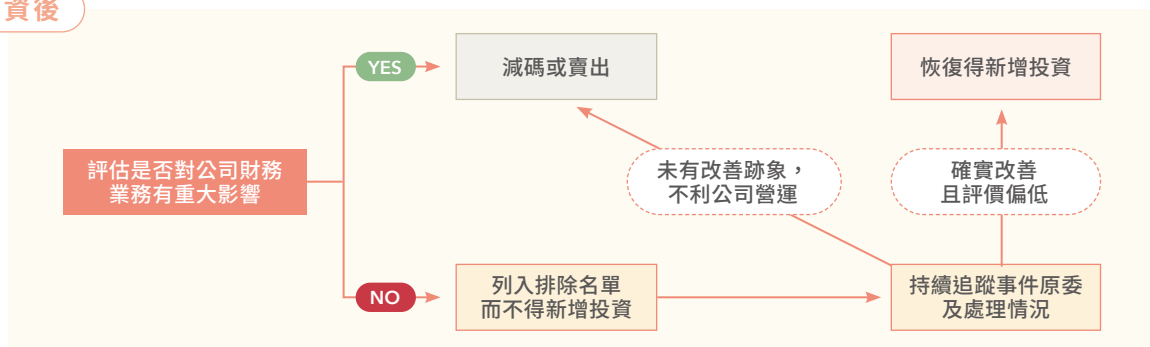 資後
YES
減碼或賣出
恢復得新增投資
評估是否對公司財務
業務有重大影響
未有改善跡象，
不利公司營運
確實改善
且評價偏低
NO
列入排除名單
而不得新增投資
持續追蹤事件原委
及處理情況